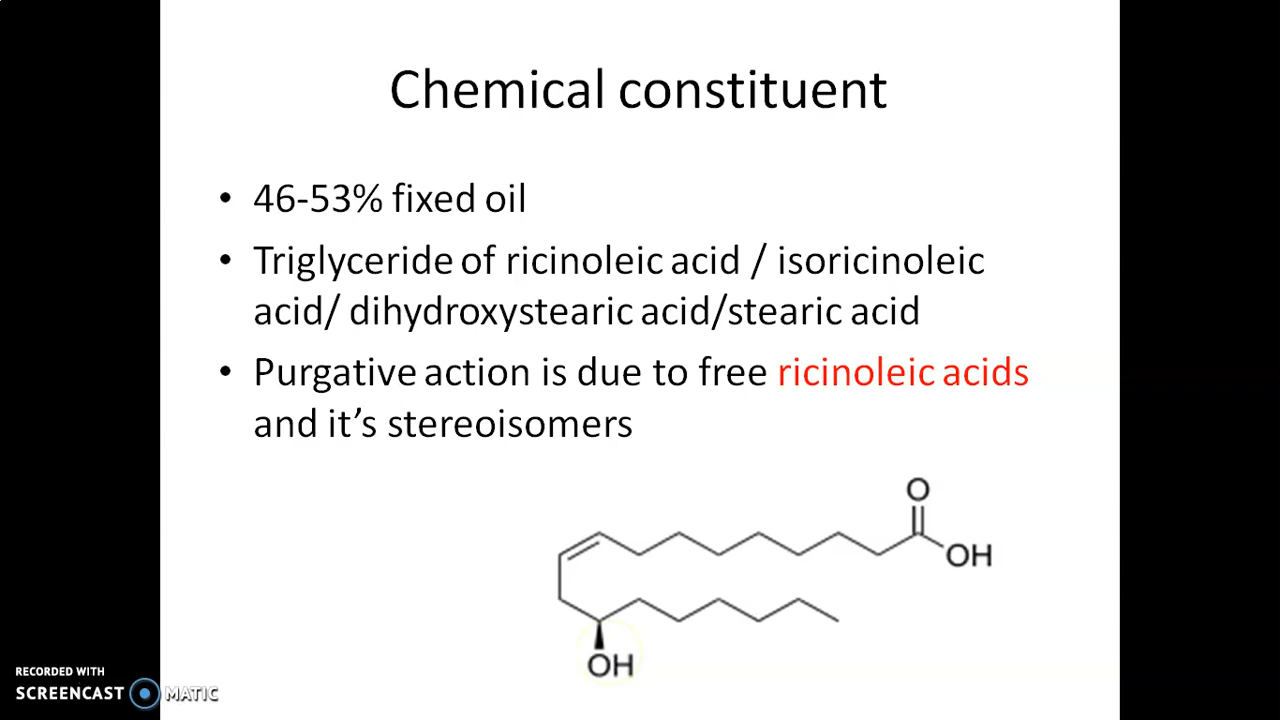 Chemical constituent
• 46-53% fixed oil
• Triglyceride of ricinoleic acid / isoricinoleic
acid/ dihydroxystearic acid/stearic acid
• Purgative action is due to free ricinoleic acids
and it’s stereoisomers
O
OH
OH
RECORDED WITH
SCREENCAST MATIC